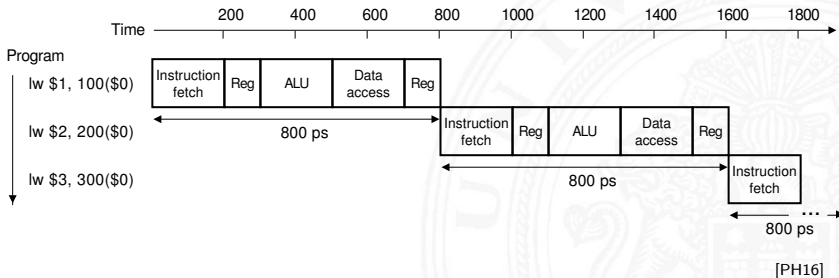 200 400 600 800 1000 1200 1400 1600 1800
Time
Program
lw $1, 100($0)
Instruction fetch Reg ALU Data access Reg
lw $2, 200($0)
800 ps
Instruction fetch Reg ALU Data access Reg
lw $3, 300($0)
800 ps
Instruction fetch
...
800 ps
[PH16]